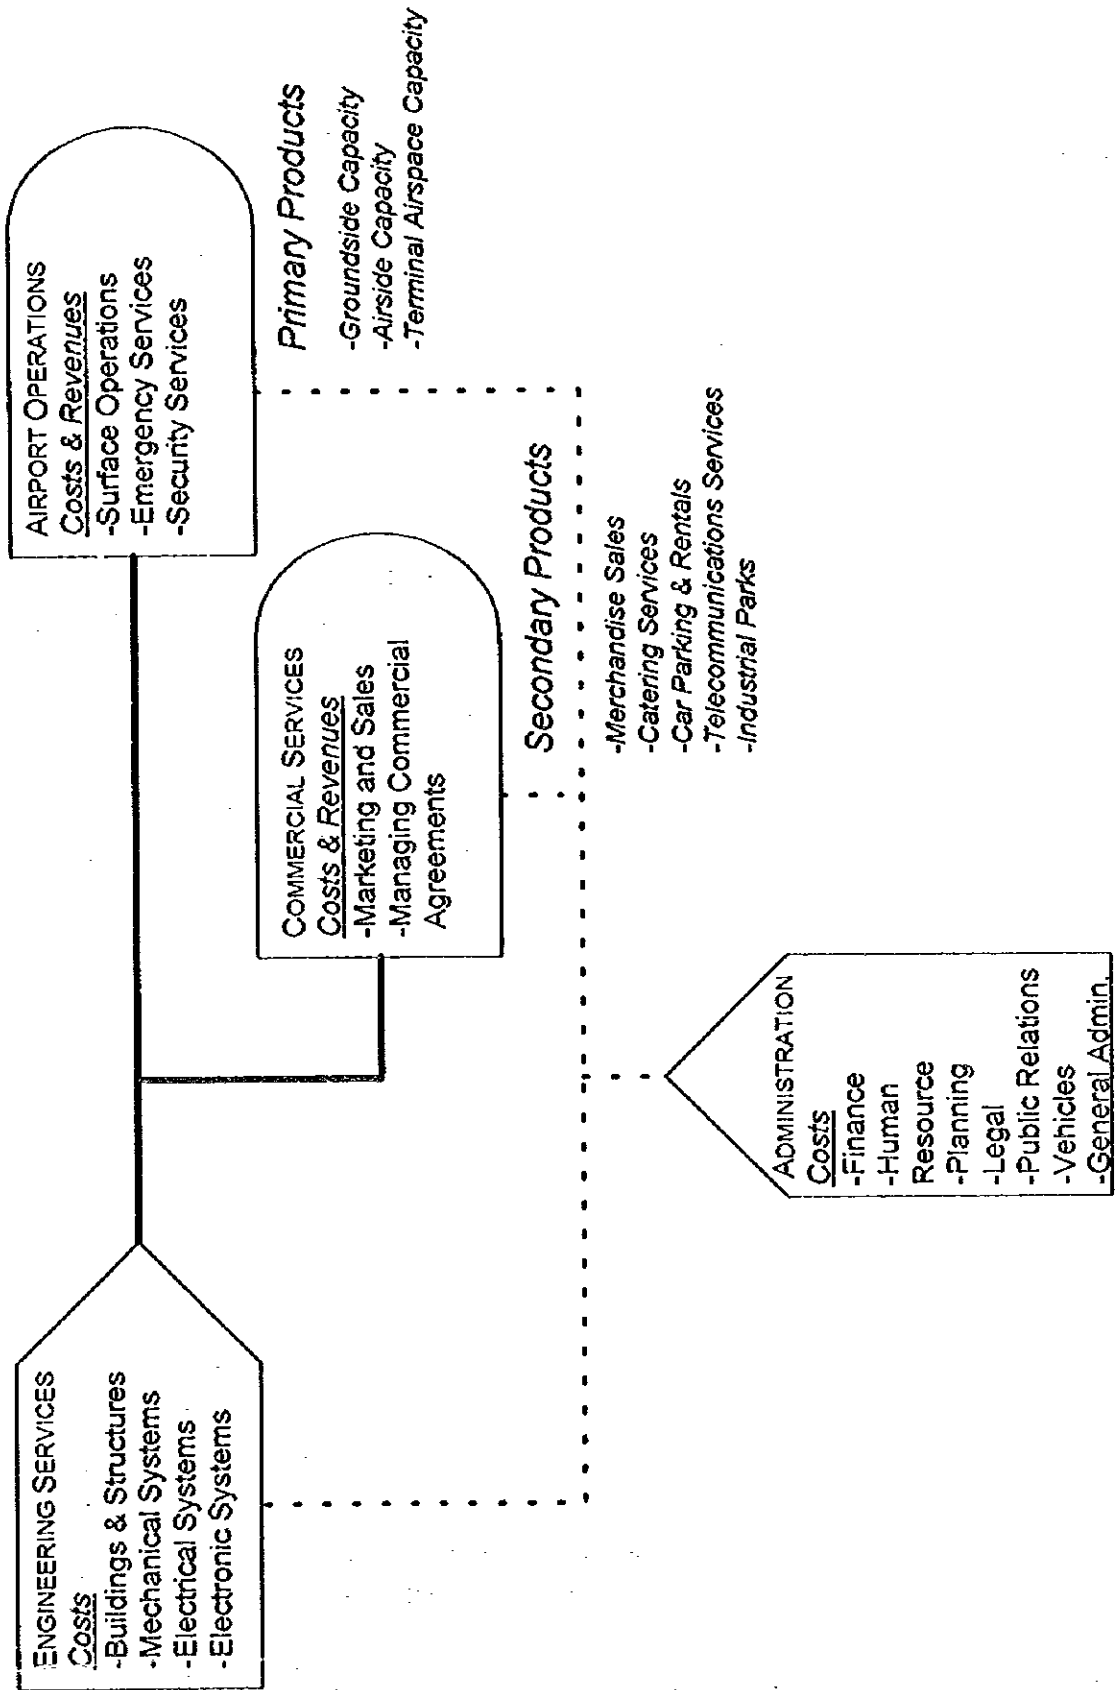 ENGINEERING SERVICES
Costs
-Buildings & Structures
-Mechanical Systems
-Electrical Systems
-Electronic Systems
AIRPORT OPERATIONS
Costs & Revenues
-Surface Operations
-Emergency Services
-Security Services
Primary Products
-Groundside Capacity
-Airside Capacity
-Terminal Airspace Capacity
COMMERCIAL SERVICES
Costs & Revenues
-Marketing and Sales
-Managing Commercial
Agreements
Secondary Products
-Merchandise Sales
-Catering Services
-Car Parking & Rentals
-Telecommunications Services
-Industrial Parks
ADMINISTRATION
Costs
-Finance
-Human
Resource
-Planning
-Legal
-Public Relations
-Vehicles
-General Admin.